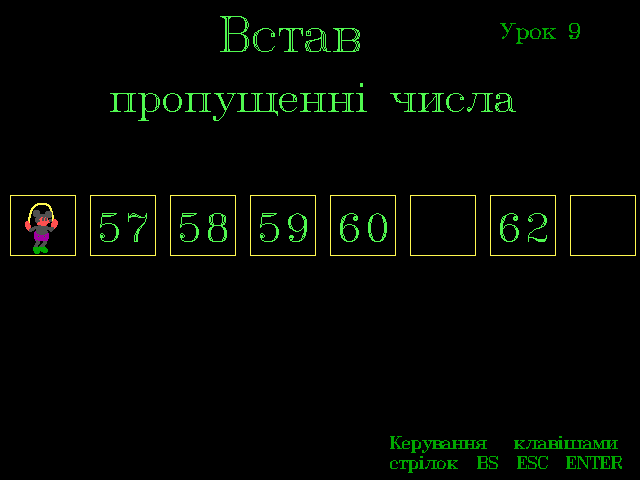 Встав
Урок 9
пропущенні числа
57 58 59 60 62
Керування клавішами
стрілок BS ESC ENTER